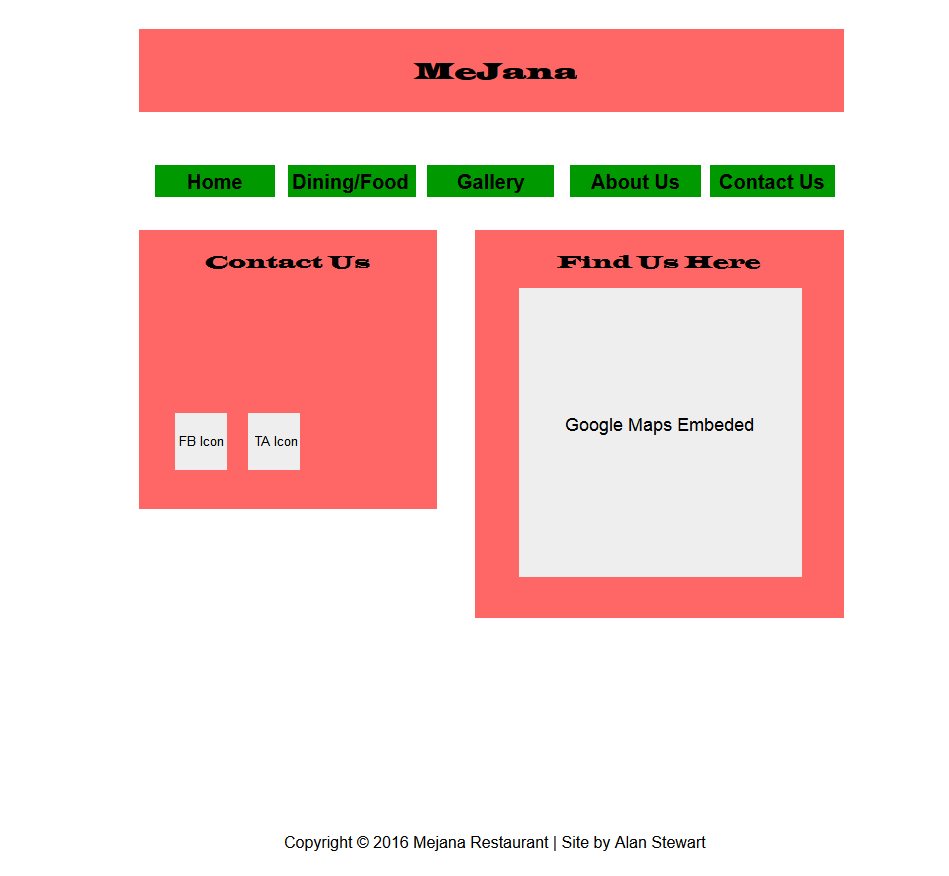 MeJana
Home Dining/Food Gallery About Us Contact Us
Contact Us
Find Us Here
Google Maps Embeded
FB Icon TA Icon
Copyright © 2016 Mejana Restaurant | Site by Alan Stewart